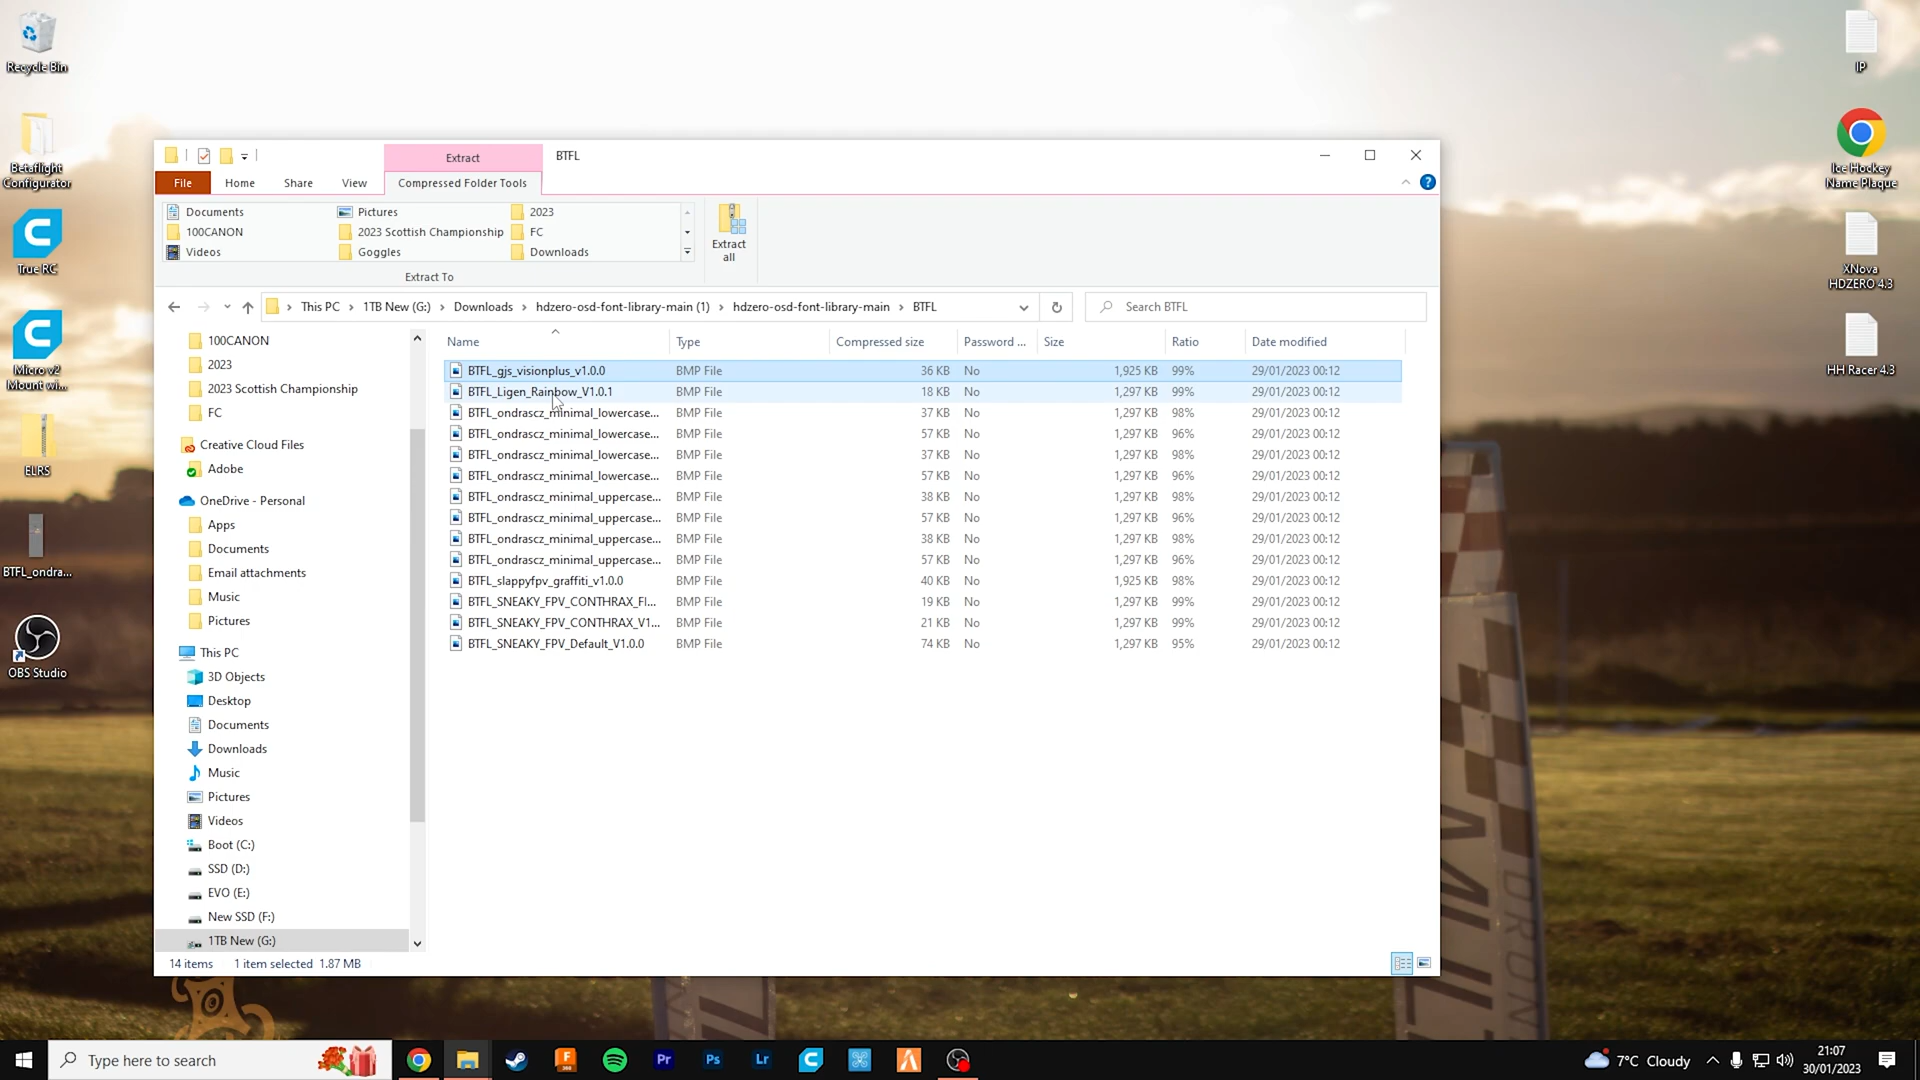 Recycle Bin
Betaflight
Configurator
True RC
Micro v2
Mount wi...
ELRS
BTFL_ondra...
OBS Studio
IP
Ice Hockey
Name Plaque
XNova
HDZERO 4.3
HH Racer 4.3
Extract
BTFL
File
Home
Share
View
Compressed Folder Tools
Documents
Pictures
2023
100CANON
2023 Scottish Championship
FC
Videos
Goggles
Downloads
Extract To
Extract
all
This PC > 1TB New (G:) > Downloads > hdzero-osd-font-library-main (1) > hdzero-osd-font-library-main > BTFL
Search BTFL
100CANON
2023
2023 Scottish Championship
FC
Creative Cloud Files
Adobe
OneDrive - Personal
Apps
Documents
Email attachments
Music
Pictures
This PC
3D Objects
Desktop
Documents
Downloads
Music
Pictures
Videos
Boot (C:)
SSD (D:)
EVO (E:)
New SSD (F:)
1TB New (G:)
Name Type Compressed size Password ... Size Ratio Date modified
BTFL_gjs_visionplus_v1.0.0 BMP File 36 KB No 1,925 KB 99% 29/01/2023 00:12
BTFL_Ligen_Rainbow_V1.0.1 BMP File 18 KB No 1,297 KB 99% 29/01/2023 00:12
BTFL_ondrascz_minimal_lowercase... BMP File 37 KB No 1,297 KB 98% 29/01/2023 00:12
BTFL_ondrascz_minimal_lowercase... BMP File 57 KB No 1,297 KB 96% 29/01/2023 00:12
BTFL_ondrascz_minimal_lowercase... BMP File 37 KB No 1,297 KB 98% 29/01/2023 00:12
BTFL_ondrascz_minimal_lowercase... BMP File 57 KB No 1,297 KB 96% 29/01/2023 00:12
BTFL_ondrascz_minimal_uppercase... BMP File 38 KB No 1,297 KB 98% 29/01/2023 00:12
BTFL_ondrascz_minimal_uppercase... BMP File 57 KB No 1,297 KB 96% 29/01/2023 00:12
BTFL_ondrascz_minimal_uppercase... BMP File 38 KB No 1,297 KB 98% 29/01/2023 00:12
BTFL_ondrascz_minimal_uppercase... BMP File 57 KB No 1,297 KB 96% 29/01/2023 00:12
BTFL_slappyfpv_graffiti_v1.0.0 BMP File 40 KB No 1,925 KB 98% 29/01/2023 00:12
BTFL_SNEAKY_FPV_CONTHRAX_Fl... BMP File 19 KB No 1,297 KB 99% 29/01/2023 00:12
BTFL_SNEAKY_FPV_CONTHRAX_V1... BMP File 21 KB No 1,297 KB 99% 29/01/2023 00:12
BTFL_SNEAKY_FPV_Default_V1.0.0 BMP File 74 KB No 1,297 KB 95% 29/01/2023 00:12
14 items 1 item selected 1.87 MB
Type here to search
Pr
Ps
Lr
7°C Cloudy
21:07
30/01/2023